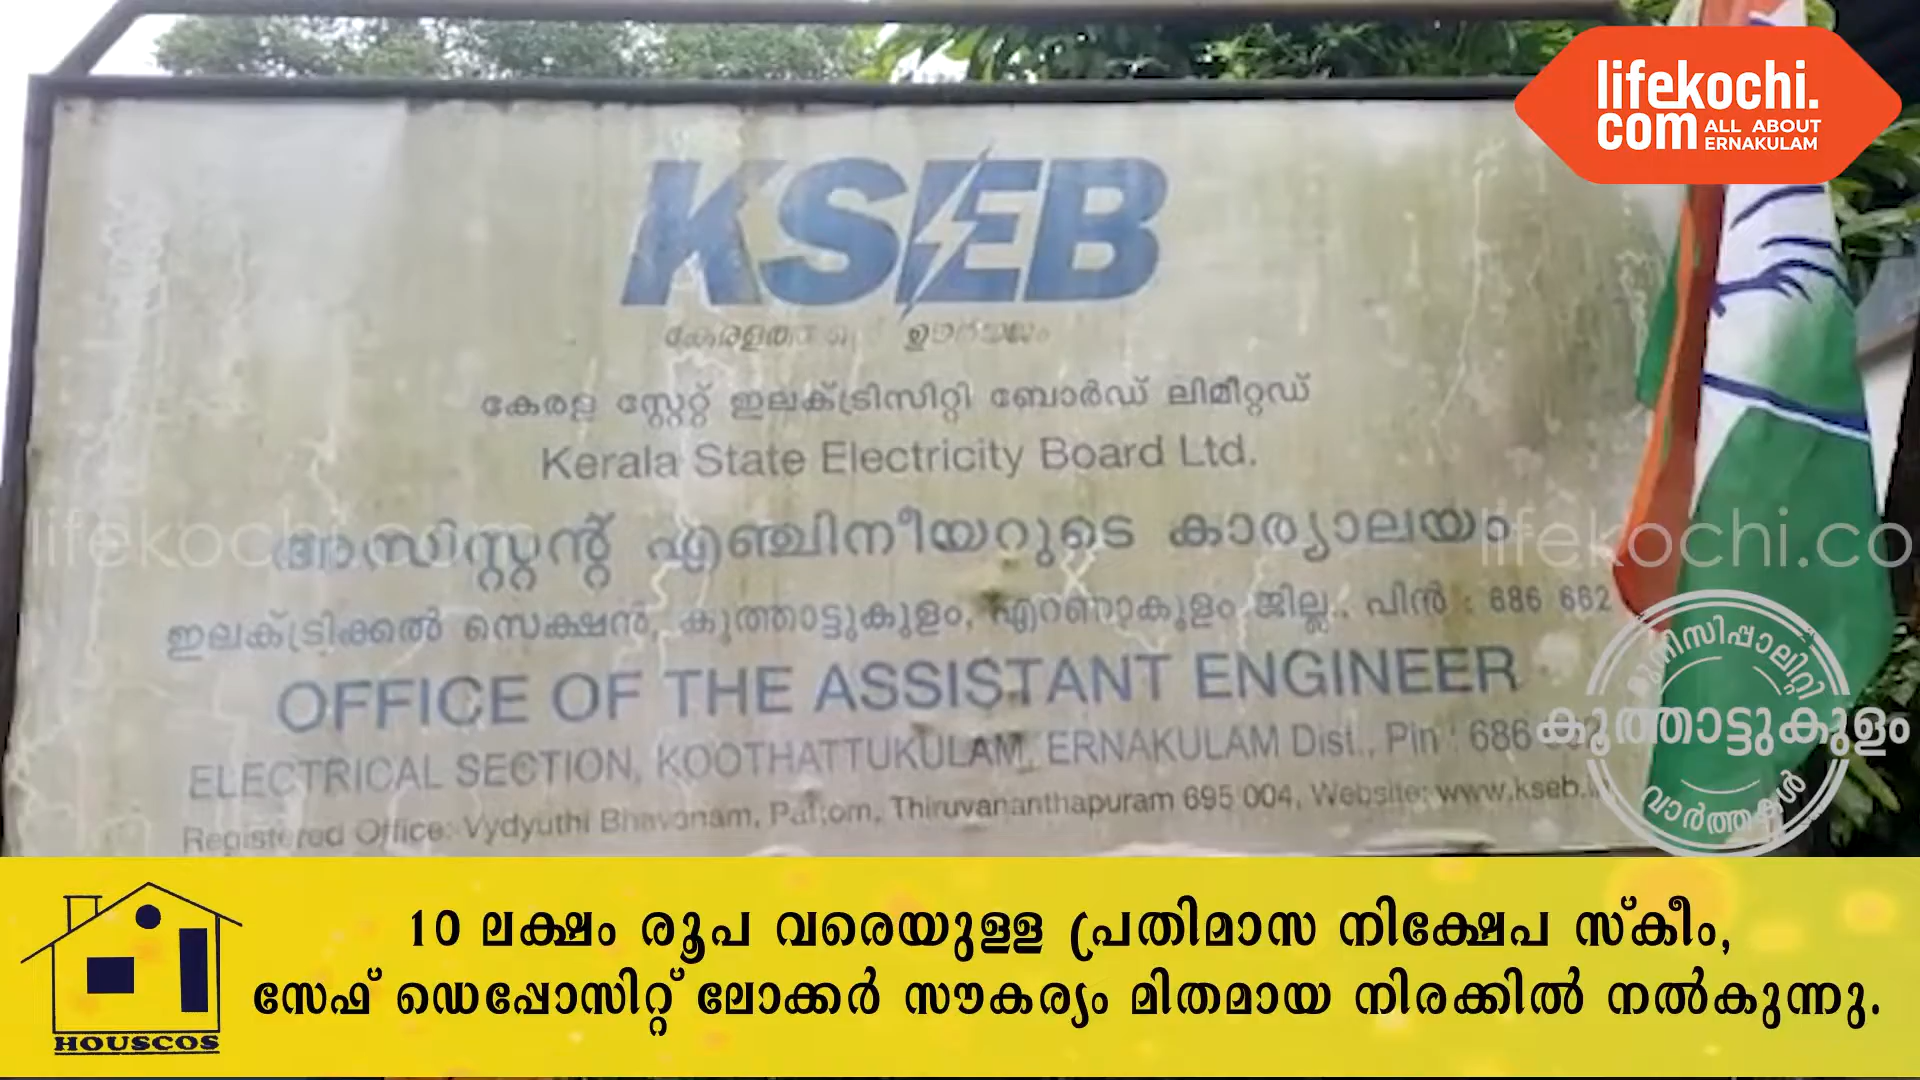 lifekochi.
com ALL ABOUT
ERNAKULAM
KSEB
കേരള സ്റ്റേറ്റ് ഇലക്ട്രിസിറ്റി ബോർഡ് ലിമിറ്റഡ്
Kerala State Electricity Board Ltd.
lifekochi.com
lifekochi.co
അസിസ്റ്റന്റ് എഞ്ചിനീയറുടെ കാര്യാലയം
ഇലക്ട്രിക്കൽ സെക്ഷൻ, കൂത്താട്ടുകുളം, എറണാകുളം ജില്ല., പിൻ : 686 662
OFFICE OF THE ASSISTANT ENGINEER
ELECTRICAL SECTION, KOOTHATTUKULAM, ERNAKULAM Dist., Pin : 686
Registered Office: Vydyuthi Bhavanam, Pattom, Thiruvananthapuram 695 004, Website: www.kseb.
മുനിസിപ്പാലിറ്റി
കൂത്താട്ടുകുളം
വാർത്തകൾ
10 ലക്ഷം രൂപ വരെയുള്ള പ്രതിമാസ നിക്ഷേപ സ്കീം,
സേഫ് ഡെപ്പോസിറ്റ് ലോക്കർ സൗകര്യം മിതമായ നിരക്കിൽ നൽകുന്നു.
HOUSCOS